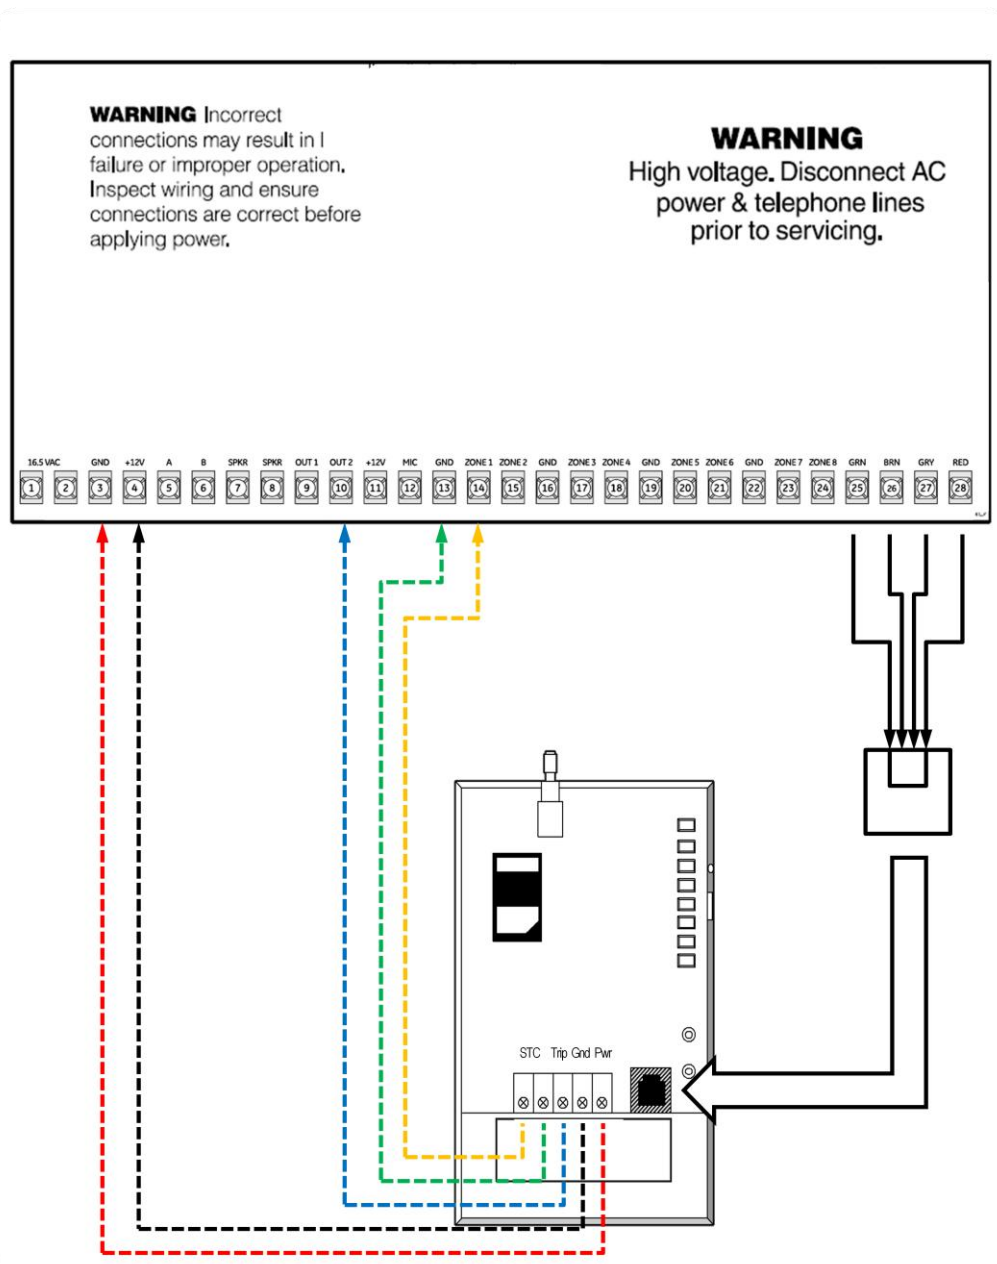 WARNING Incorrect
connections may result in I
failure or improper operation.
Inspect wiring and ensure
connections are correct before
applying power.
WARNING
High voltage. Disconnect AC
power & telephone lines
prior to servicing.
16.5 VAC GND +12V A B SPKR SPKR OUT 1 OUT 2 +12V MIC GND ZONE 1 ZONE 2 GND ZONE 3 ZONE 4 GND ZONE 5 ZONE 6 GND ZONE 7 ZONE 8 GRN BRN GRY RED
1 2 3 4 5 6 7 8 9 10 11 12 13 14 15 16 17 18 19 20 21 22 23 24 25 26 27 28
STC Trip Gnd Pwr